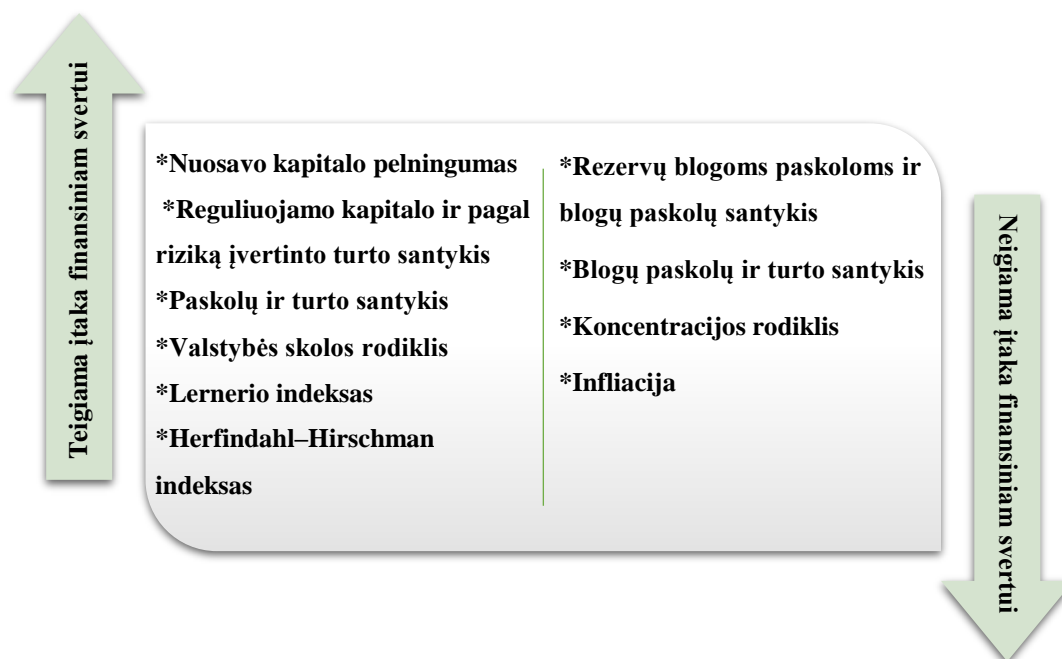 Teigiama įtaka finansiniam svertui
*Nuosavo kapitalo pelningumas
*Reguliuojamo kapitalo ir pagal
riziką įvertinto turto santykis
*Paskolų ir turto santykis
*Valstybės skolos rodiklis
*Lernerio indeksas
*Herfindahl–Hirschman
indeksas
*Rezervų blogoms paskoloms ir
blogų paskolų santykis
*Blogų paskolų ir turto santykis
*Koncentracijos rodiklis
*Infliacija
Neigiama įtaka finansiniam svertui